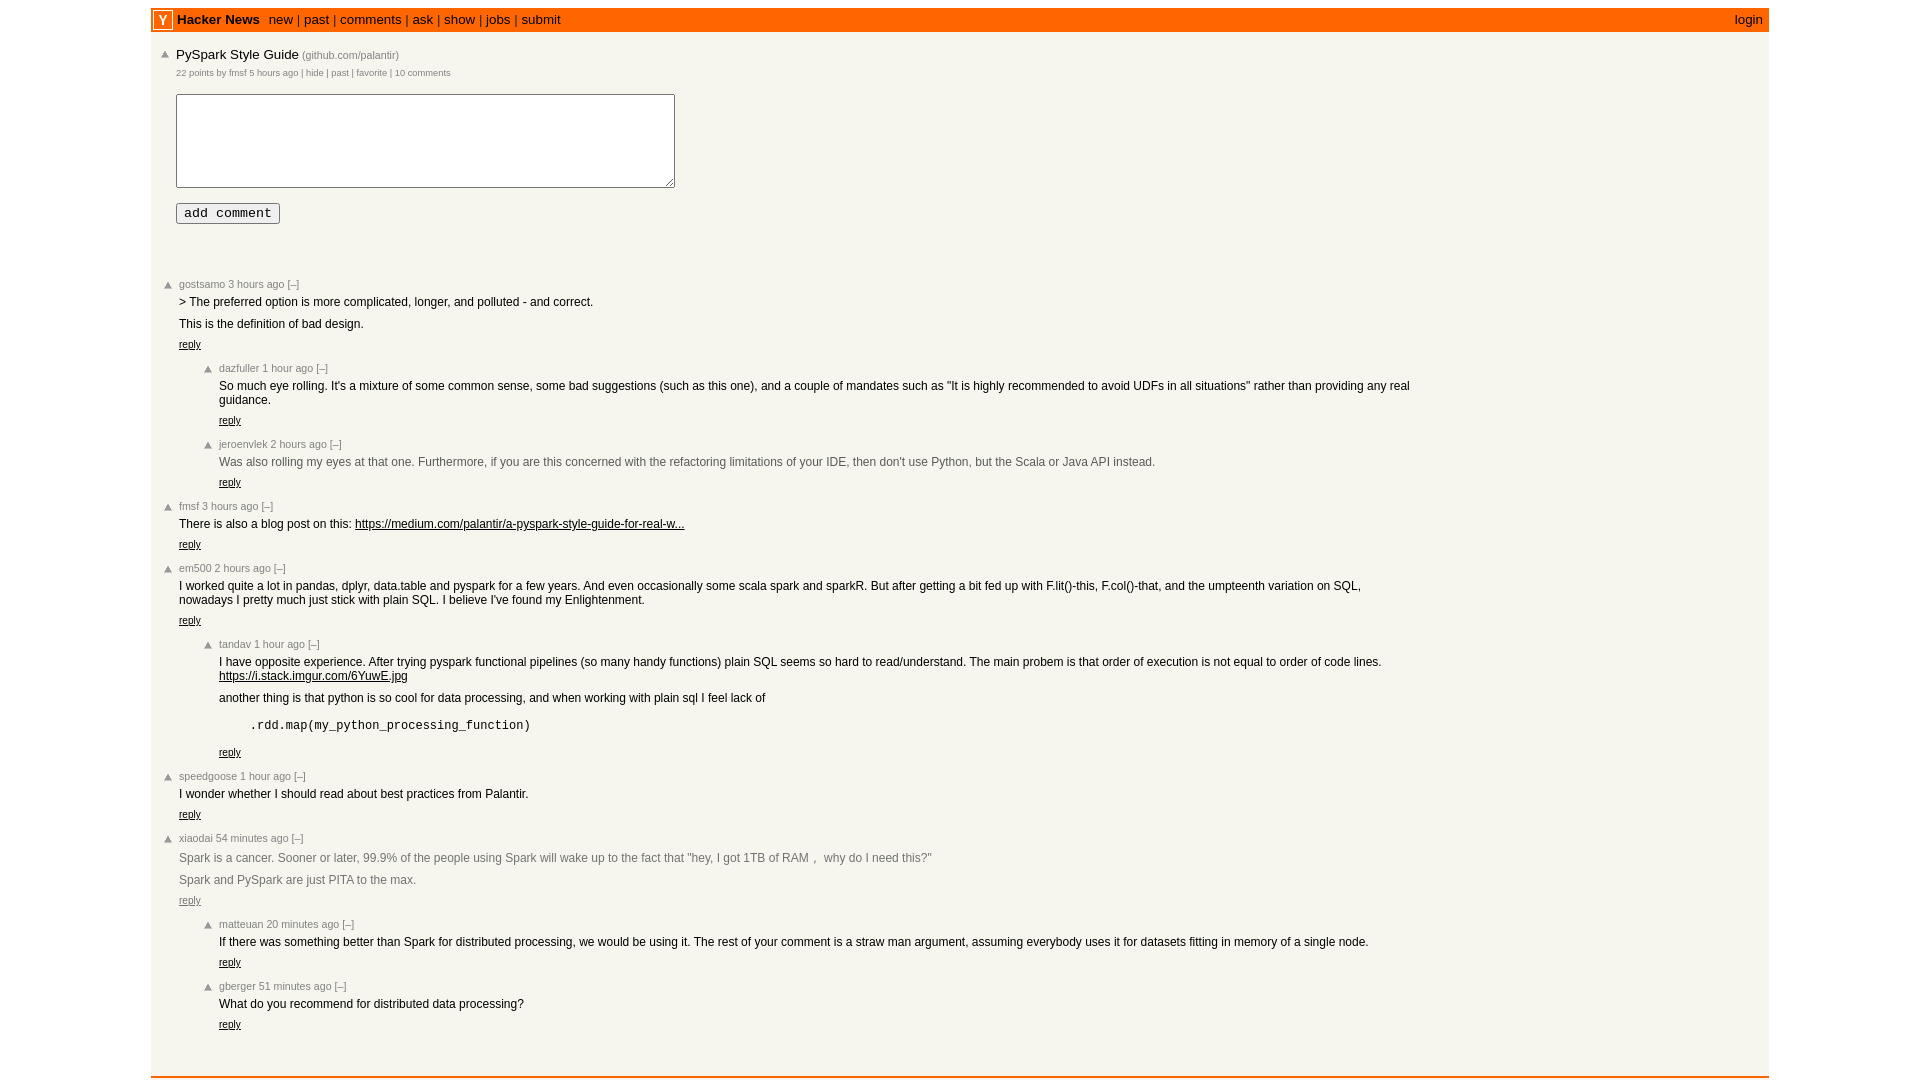 Y Hacker News new | past | comments | ask | show | jobs | submit login
PySpark Style Guide (github.com/palantir)
22 points by fmsf 5 hours ago | hide | past | favorite | 10 comments
add comment
gostsamo 3 hours ago [–]
> The preferred option is more complicated, longer, and polluted - and correct.
This is the definition of bad design.
reply
dazfuller 1 hour ago [–]
So much eye rolling. It's a mixture of some common sense, some bad suggestions (such as this one), and a couple of mandates such as "It is highly recommended to avoid UDFs in all situations" rather than providing any real
guidance.
reply
jeroenvlek 2 hours ago [–]
Was also rolling my eyes at that one. Furthermore, if you are this concerned with the refactoring limitations of your IDE, then don't use Python, but the Scala or Java API instead.
reply
fmsf 3 hours ago [–]
There is also a blog post on this: https://medium.com/palantir/a-pyspark-style-guide-for-real-w...
reply
em500 2 hours ago [–]
I worked quite a lot in pandas, dplyr, data.table and pyspark for a few years. And even occasionally some scala spark and sparkR. But after getting a bit fed up with F.lit()-this, F.col()-that, and the umpteenth variation on SQL,
nowadays I pretty much just stick with plain SQL. I believe I've found my Enlightenment.
reply
tandav 1 hour ago [–]
I have opposite experience. After trying pyspark functional pipelines (so many handy functions) plain SQL seems so hard to read/understand. The main probem is that order of execution is not equal to order of code lines.
https://i.stack.imgur.com/6YuwE.jpg
another thing is that python is so cool for data processing, and when working with plain sql I feel lack of
.rdd.map(my_python_processing_function)
reply
speedgoose 1 hour ago [–]
I wonder whether I should read about best practices from Palantir.
reply
xiaodai 54 minutes ago [–]
Spark is a cancer. Sooner or later, 99.9% of the people using Spark will wake up to the fact that "hey, I got 1TB of RAM， why do I need this?"
Spark and PySpark are just PITA to the max.
reply
matteuan 20 minutes ago [–]
If there was something better than Spark for distributed processing, we would be using it. The rest of your comment is a straw man argument, assuming everybody uses it for datasets fitting in memory of a single node.
reply
gberger 51 minutes ago [–]
What do you recommend for distributed data processing?
reply